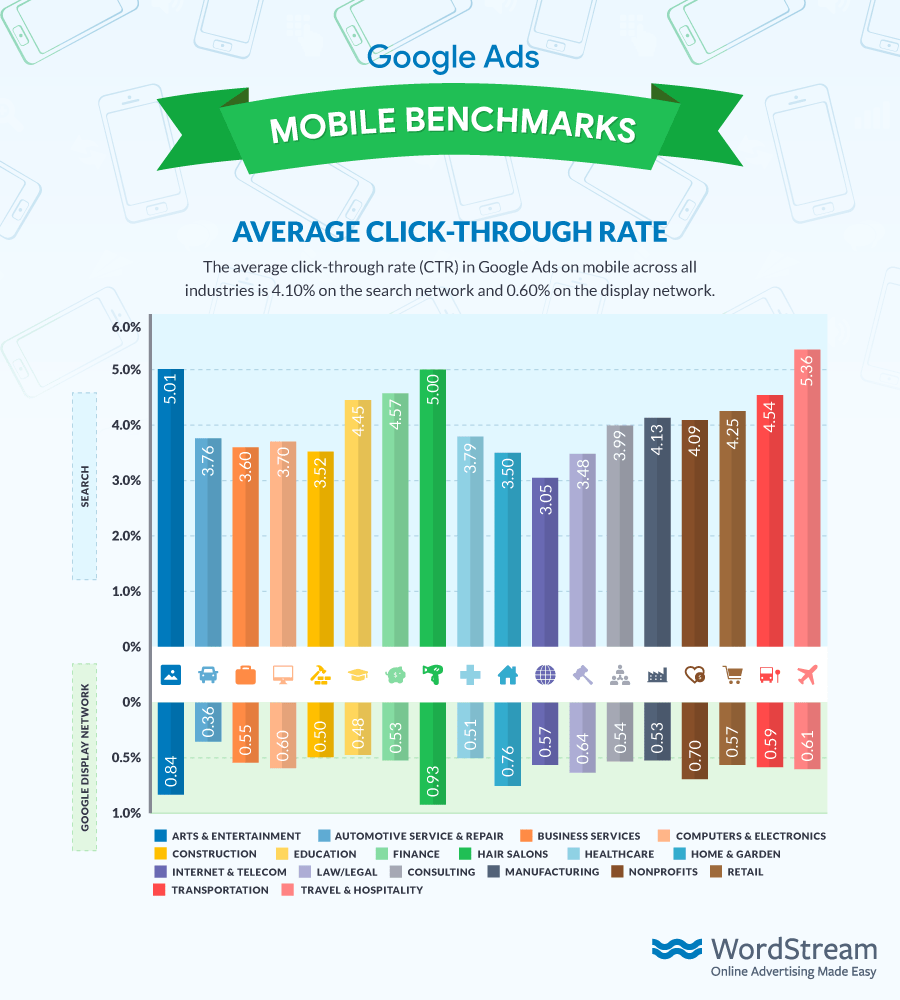 Google Ads
MOBILE BENCHMARKS
AVERAGE CLICK-THROUGH RATE
The average click-through rate (CTR) in Google Ads on mobile across all
industries is 4.10% on the search network and 0.60% on the display network.
SEARCH
6.0%
5.0%
4.0%
3.0%
2.0%
1.0%
0%
5.01 3.76 3.60 3.70 3.52 4.45 4.57 5.00 3.79 3.50 3.05 3.48 3.99 4.13 4.09 4.25 4.54 5.36
GOOGLE DISPLAY NETWORK
0%
0.5%
1.0%
0.84 0.36 0.55 0.60 0.50 0.48 0.53 0.93 0.51 0.76 0.57 0.64 0.54 0.53 0.70 0.57 0.59 0.61
ARTS & ENTERTAINMENT AUTOMOTIVE SERVICE & REPAIR BUSINESS SERVICES COMPUTERS & ELECTRONICS
CONSTRUCTION EDUCATION FINANCE HAIR SALONS HEALTHCARE HOME & GARDEN
INTERNET & TELECOM LAW/LEGAL CONSULTING MANUFACTURING NONPROFITS RETAIL
TRANSPORTATION TRAVEL & HOSPITALITY
WordStream
Online Advertising Made Easy